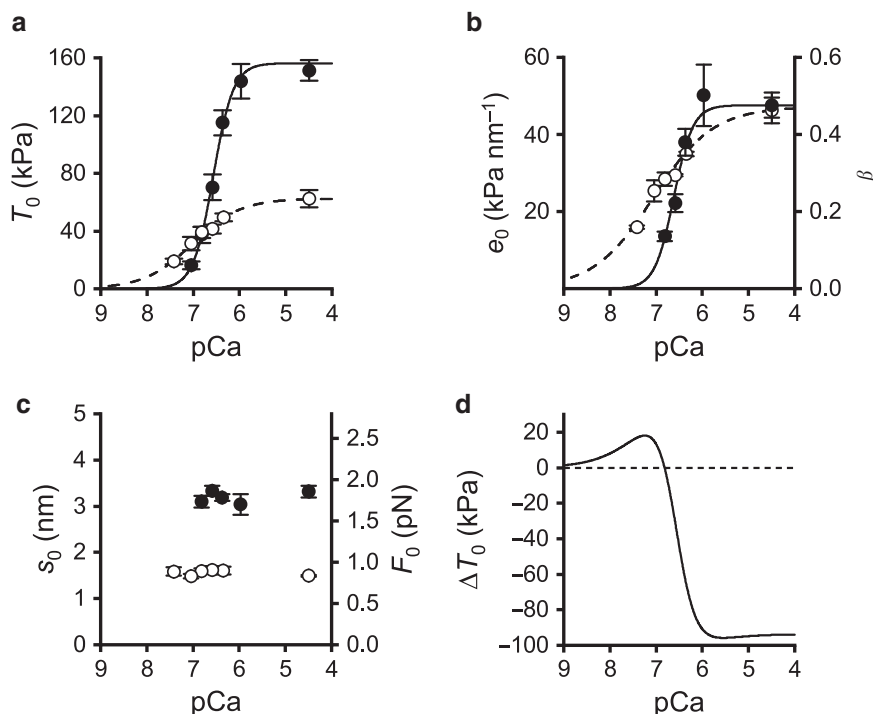 a
160
120
80
40
0
T0 (kPa)
9 8 7 6 5 4
pCa
b
60
40
20
e0 (kPa nm−1)
0.6
0.4
0.2
0.0
β
9 8 7 6 5 4
pCa
c
5
4
3
2
1
0
s0 (nm)
2.5
2.0
1.5
1.0
0.5
0.0
F0 (pN)
9 8 7 6 5 4
pCa
d
20
0
−20
−40
−60
−80
−100
ΔT0 (kPa)
9 8 7 6 5 4
pCa